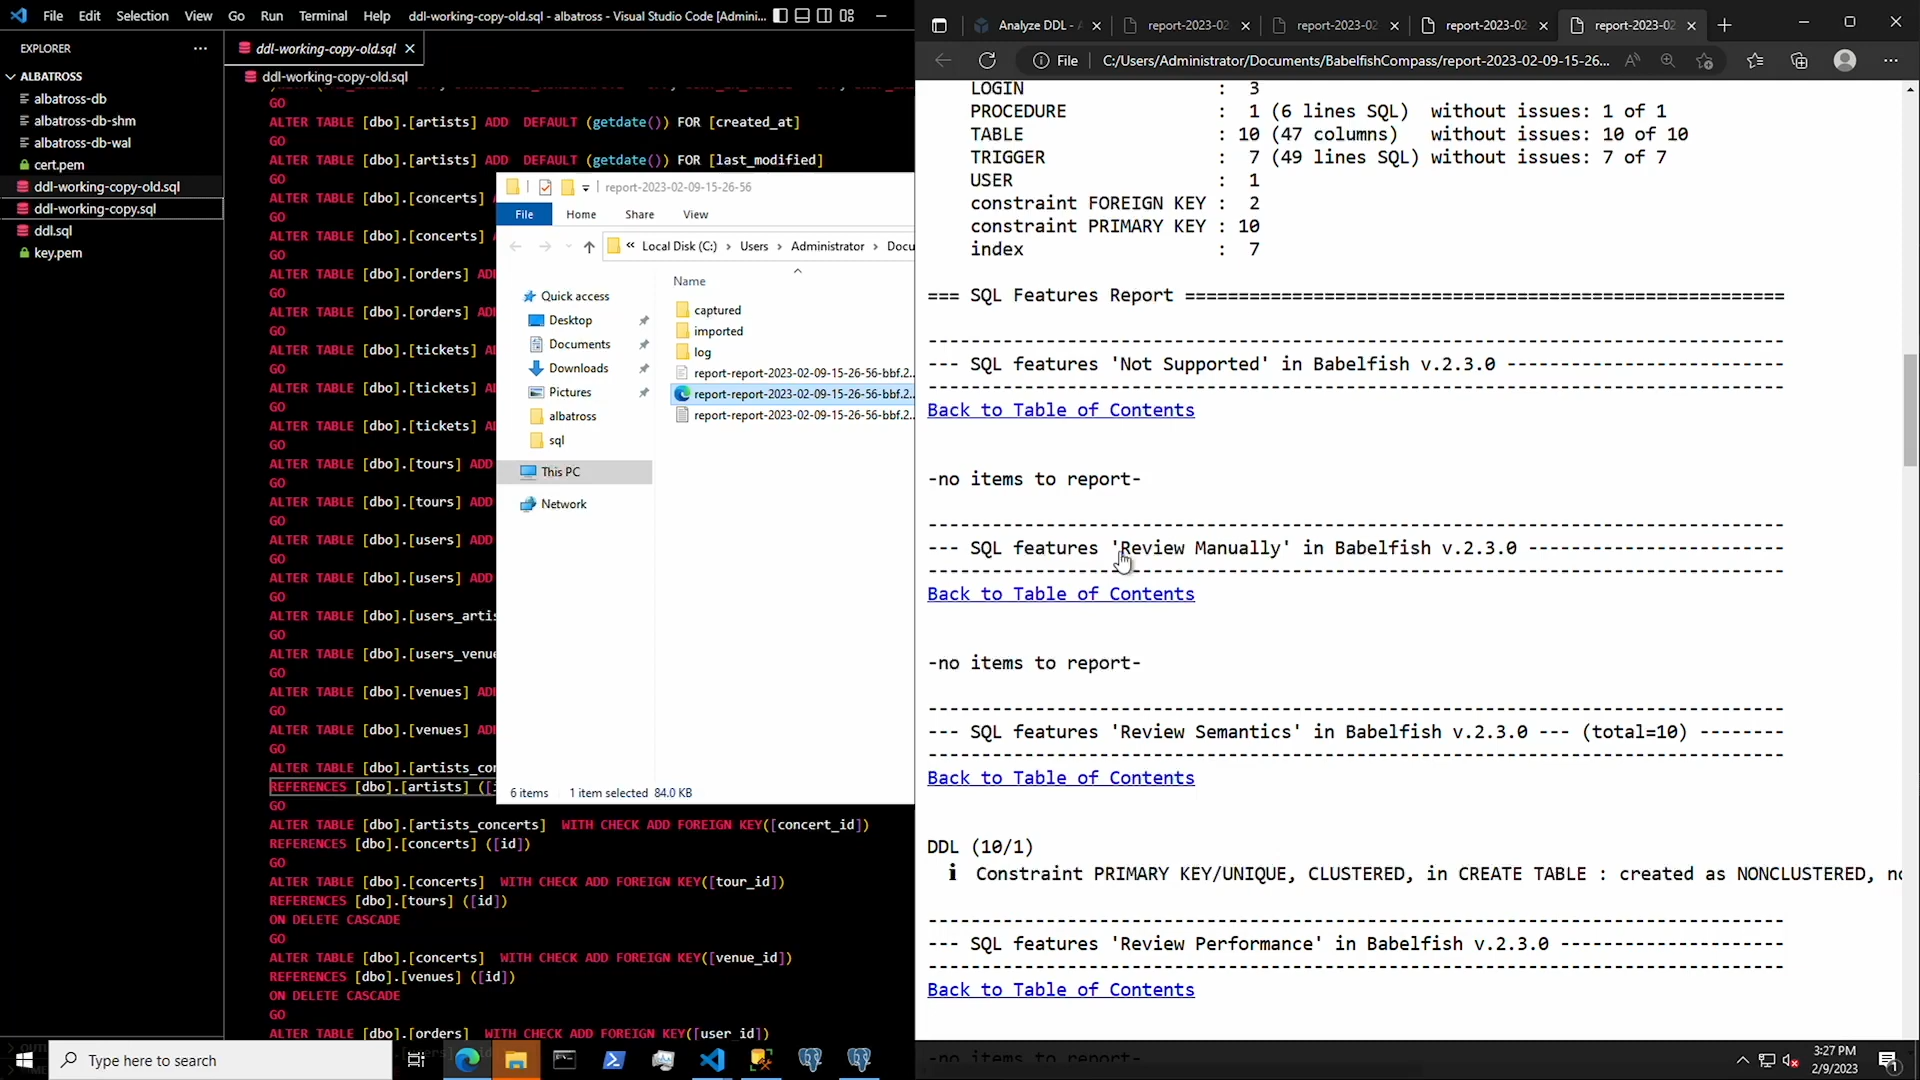 File Edit Selection View Go Run Terminal Help ddl-working-copy-old.sql - albatross - Visual Studio Code [Admini...
EXPLORER
ALBATROSS
albatross-db
albatross-db-shm
albatross-db-wal
cert.pem
ddl-working-copy-old.sql
ddl-working-copy.sql
ddl.sql
key.pem
ddl-working-copy-old.sql
ddl-working-copy-old.sql
GO
ALTER TABLE [dbo].[artists] ADD  DEFAULT (getdate()) FOR [created_at]
GO
ALTER TABLE [dbo].[artists] ADD  DEFAULT (getdate()) FOR [last_modified]
GO
ALTER TABLE [dbo].[concerts]
GO
ALTER TABLE [dbo].[concerts]
GO
ALTER TABLE [dbo].[orders] AD
GO
ALTER TABLE [dbo].[orders] AD
GO
ALTER TABLE [dbo].[tickets] A
GO
ALTER TABLE [dbo].[tickets] A
GO
ALTER TABLE [dbo].[tickets] A
GO
ALTER TABLE [dbo].[tours] ADD
GO
ALTER TABLE [dbo].[tours] ADD
GO
ALTER TABLE [dbo].[users] ADD
GO
ALTER TABLE [dbo].[users] ADD
GO
ALTER TABLE [dbo].[users_artis
GO
ALTER TABLE [dbo].[users_venue
GO
ALTER TABLE [dbo].[venues] AD
GO
ALTER TABLE [dbo].[venues] AD
GO
ALTER TABLE [dbo].[artists_con
REFERENCES [dbo].[artists] ([
GO
ALTER TABLE [dbo].[artists_concerts]  WITH CHECK ADD FOREIGN KEY([concert_id])
REFERENCES [dbo].[concerts] ([id])
GO
ALTER TABLE [dbo].[concerts]  WITH CHECK ADD FOREIGN KEY([tour_id])
REFERENCES [dbo].[tours] ([id])
ON DELETE CASCADE
GO
ALTER TABLE [dbo].[concerts]  WITH CHECK ADD FOREIGN KEY([venue_id])
REFERENCES [dbo].[venues] ([id])
ON DELETE CASCADE
GO
ALTER TABLE [dbo].[orders]  WITH CHECK ADD FOREIGN KEY([user_id])
report-2023-02-09-15-26-56
File Home Share View
« Local Disk (C:) › Users › Administrator › Docu
Name
Quick access
Desktop
Documents
Downloads
Pictures
albatross
sql
This PC
Network
captured
imported
log
report-report-2023-02-09-15-26-56-bbf.2...
report-report-2023-02-09-15-26-56-bbf.2...
report-report-2023-02-09-15-26-56-bbf.2...
6 items 1 item selected 84.0 KB
Analyze DDL - report-2023-02 report-2023-02 report-2023-02 report-2023-02
File C:/Users/Administrator/Documents/BabelfishCompass/report-2023-02-09-15-26...
LOGIN : 3
PROCEDURE : 1 (6 lines SQL) without issues: 1 of 1
TABLE : 10 (47 columns) without issues: 10 of 10
TRIGGER : 7 (49 lines SQL) without issues: 7 of 7
USER : 1
constraint FOREIGN KEY : 2
constraint PRIMARY KEY : 10
index : 7
=== SQL Features Report ========================================================
--------------------------------------------------------------------------------
--- SQL features 'Not Supported' in Babelfish v.2.3.0 --------------------------
--------------------------------------------------------------------------------
Back to Table of Contents
-no items to report-
--------------------------------------------------------------------------------
--- SQL features 'Review Manually' in Babelfish v.2.3.0 ------------------------
--------------------------------------------------------------------------------
Back to Table of Contents
-no items to report-
--------------------------------------------------------------------------------
--- SQL features 'Review Semantics' in Babelfish v.2.3.0 --- (total=10) --------
--------------------------------------------------------------------------------
Back to Table of Contents
DDL (10/1)
i Constraint PRIMARY KEY/UNIQUE, CLUSTERED, in CREATE TABLE : created as NONCLUSTERED, no
--------------------------------------------------------------------------------
--- SQL features 'Review Performance' in Babelfish v.2.3.0 ---------------------
--------------------------------------------------------------------------------
Back to Table of Contents
-no items to report-
Type here to search
3:27 PM
2/9/2023
1